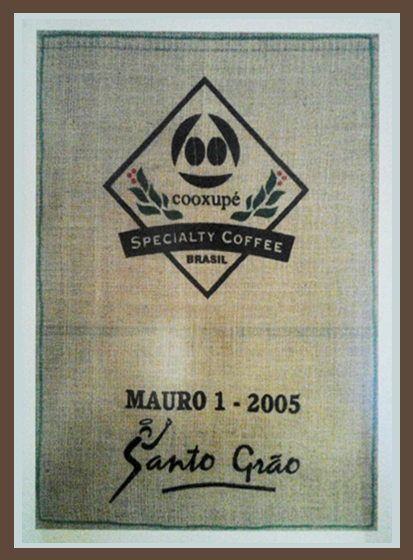 cooxupé
SPECIALTY COFFEE
BRASIL
MAURO 1 - 2005
Santo Grão